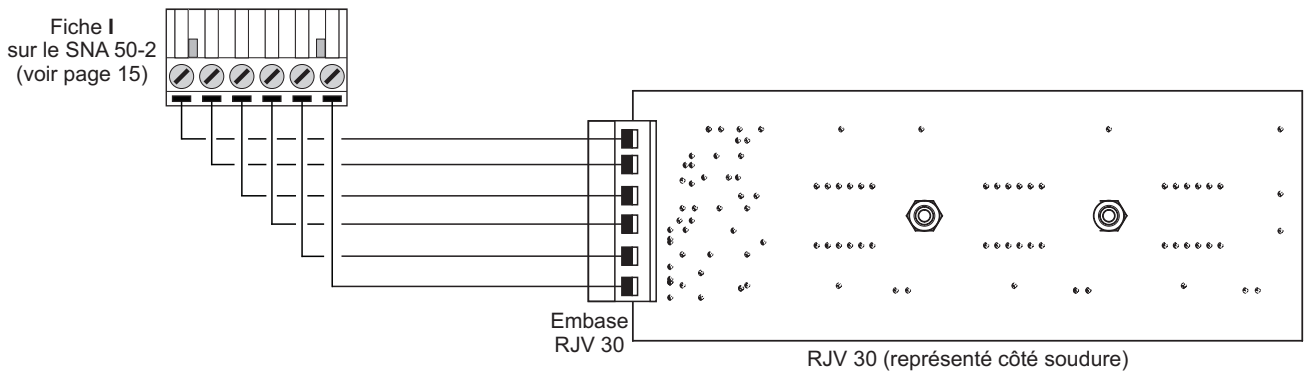 Fiche I
sur le SNA 50-2
(voir page 15)
Embase
RJV 30
RJV 30 (représenté côté soudure)